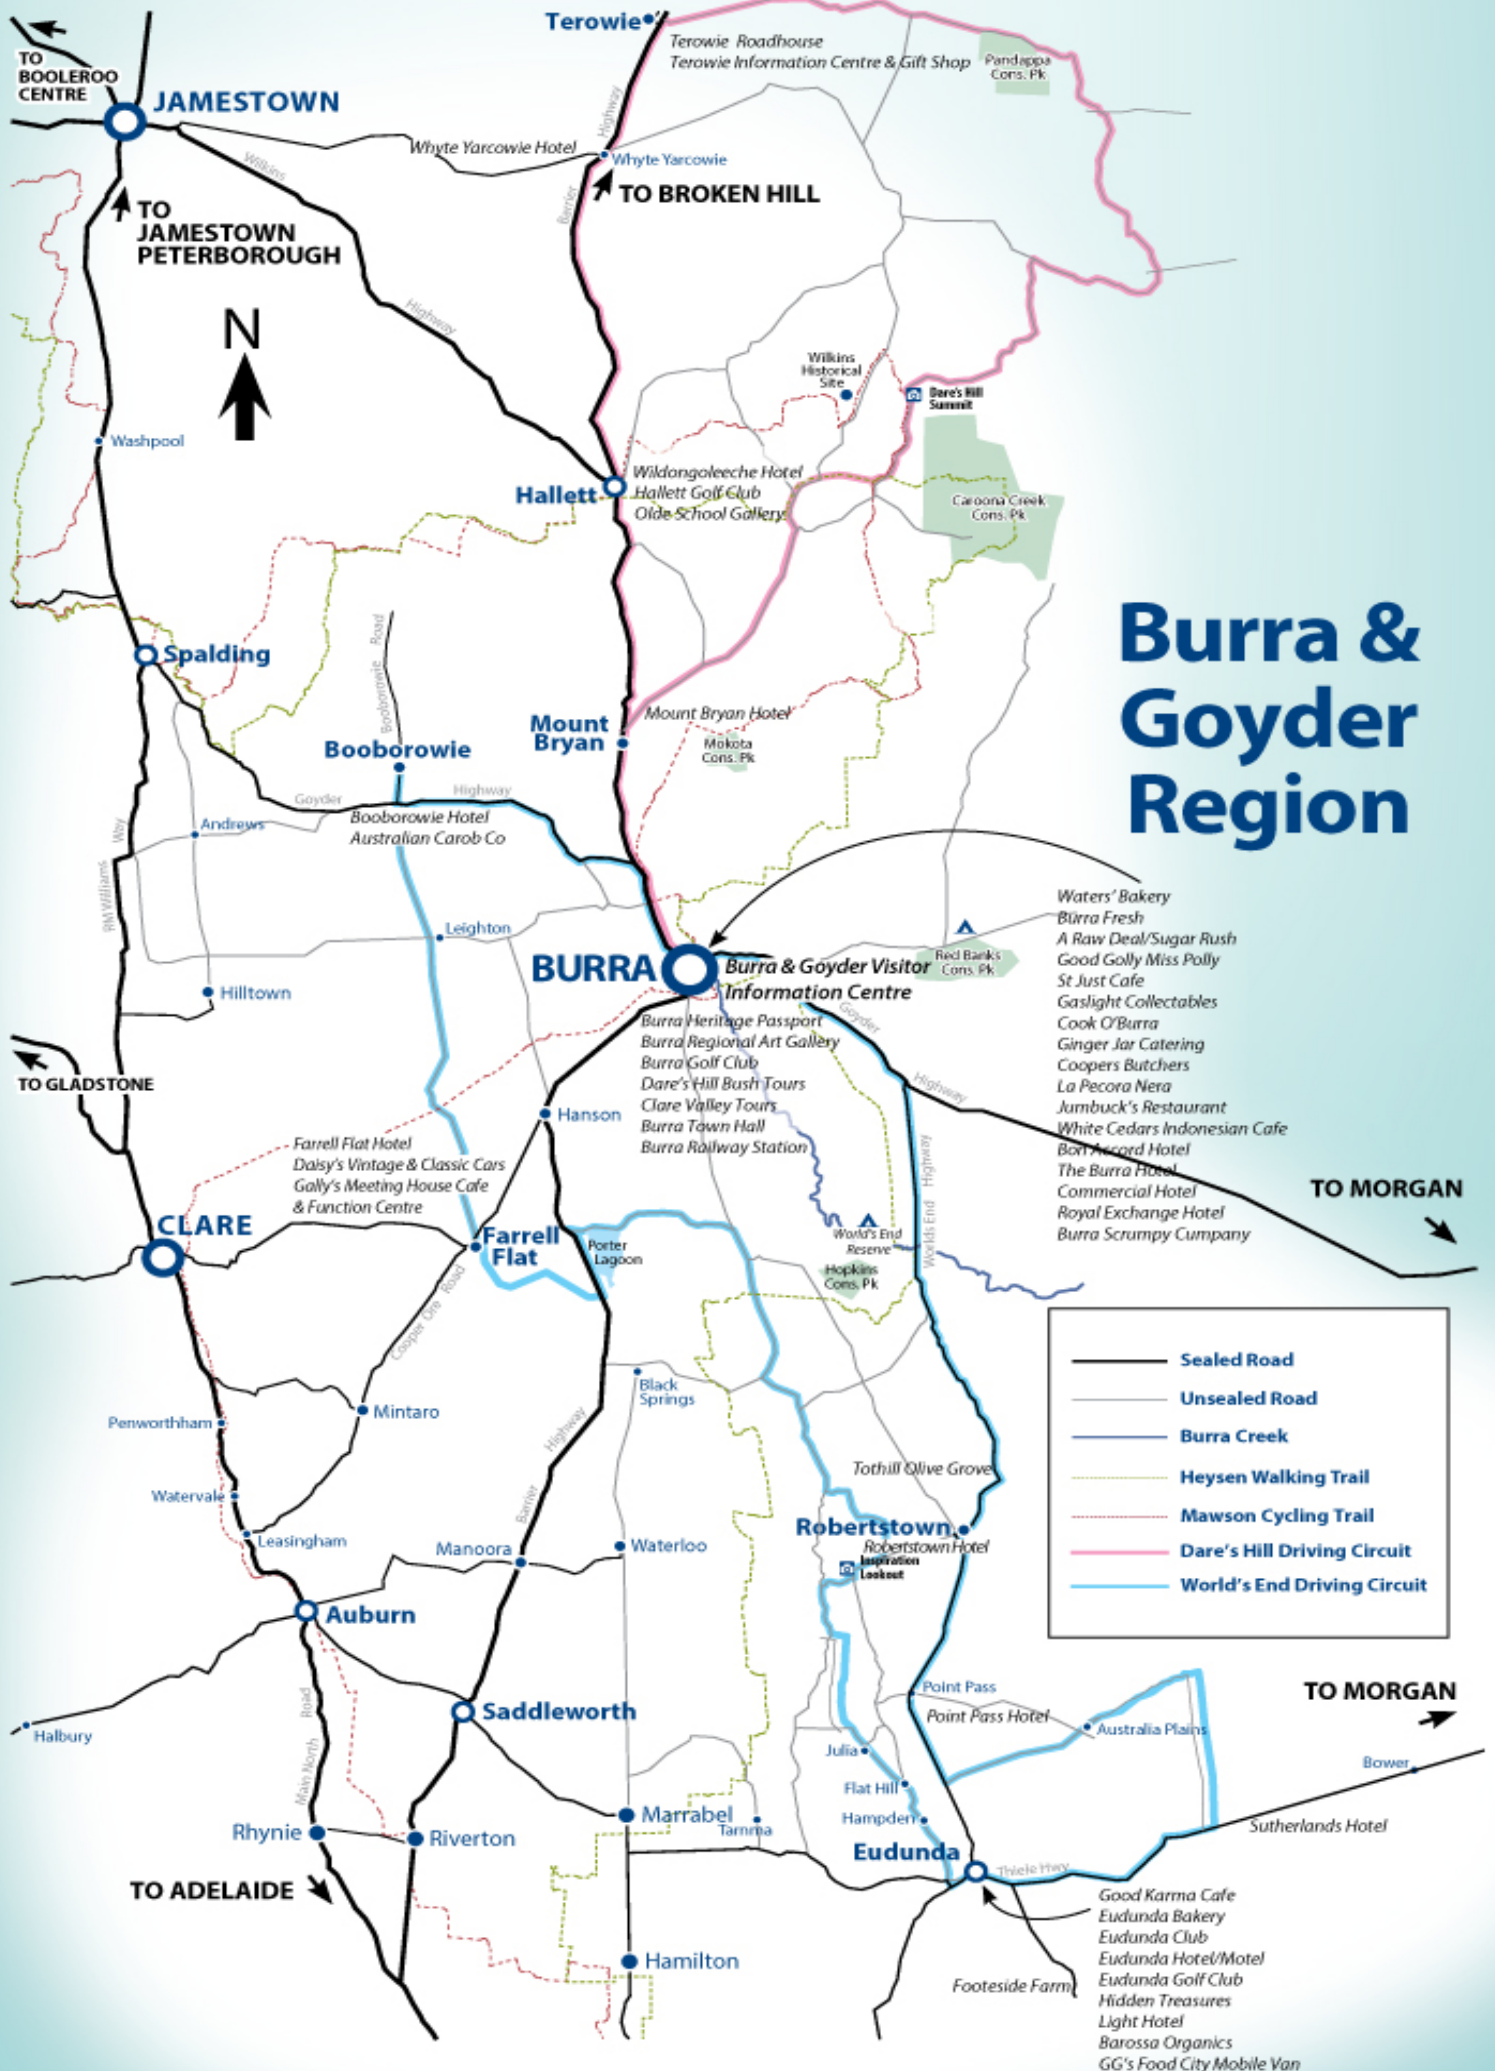 Terowie
Terowie Roadhouse
Terowie Information Centre & Gift Shop
Pandappa
Cons. Pk
TO
BOOLEROO
CENTRE
JAMESTOWN
Highway
Whyte Yarcowie Hotel
Whyte Yarcowie
Wilkins
TO BROKEN HILL
Barrier
TO
JAMESTOWN
PETERBOROUGH
N
Highway
Wilkins
Historical
Site
Dare's Hill
Summit
Washpool
Wildongoleeche Hotel
Hallett
Hallett Golf Club
Olde School Gallery
Caroona Creek
Cons. Pk
Burra &
Goyder
Region
Spalding
Booborowie Road
Mount
Bryan
Mount Bryan Hotel
Mokota
Cons. Pk
Booborowie
Goyder
Highway
Booborowie Hotel
Australian Carob Co
Andrews
RM Williams Way
Leighton
Hilltown
BURRA
Burra & Goyder Visitor
Information Centre
Red Banks
Cons. Pk
Waters' Bakery
Burra Fresh
A Raw Deal/Sugar Rush
Good Golly Miss Polly
St Just Cafe
Gaslight Collectables
Cook O'Burra
Ginger Jar Catering
Coopers Butchers
La Pecora Nera
Jumbuck's Restaurant
White Cedars Indonesian Cafe
Bon Accord Hotel
The Burra Hotel
Commercial Hotel
Royal Exchange Hotel
Burra Scrumpy Cumpany
Burra Heritage Passport
Burra Regional Art Gallery
Burra Golf Club
Dare's Hill Bush Tours
Clare Valley Tours
Burra Town Hall
Burra Railway Station
Goyder
Highway
TO GLADSTONE
Hanson
Farrell Flat Hotel
Daisy's Vintage & Classic Cars
Gally's Meeting House Cafe
& Function Centre
Worlds End Highway
TO MORGAN
CLARE
Farrell
Flat
Porter
Lagoon
World's End
Reserve
Hopkins
Cons. Pk
Cooper Ore Road
Black
Springs
Mintaro
Penworthham
Highway
Barrier
Tothill Olive Grove
Watervale
Leasingham
Manoora
Waterloo
Robertstown
Robertstown Hotel
Inspiration
Lookout
Sealed Road
Unsealed Road
Burra Creek
Heysen Walking Trail
Mawson Cycling Trail
Dare's Hill Driving Circuit
World's End Driving Circuit
Auburn
Saddleworth
Point Pass
Point Pass Hotel
TO MORGAN
Halbury
Main North Road
Julia
Australia Plains
Bower
Flat Hill
Hampden
Marrabel
Tarnma
Sutherlands Hotel
Rhynie
Riverton
Eudunda
Thiele Hwy
TO ADELAIDE
Good Karma Cafe
Eudunda Bakery
Eudunda Club
Eudunda Hotel/Motel
Eudunda Golf Club
Hidden Treasures
Light Hotel
Barossa Organics
GG's Food City Mobile Van
Hamilton
Footeside Farm